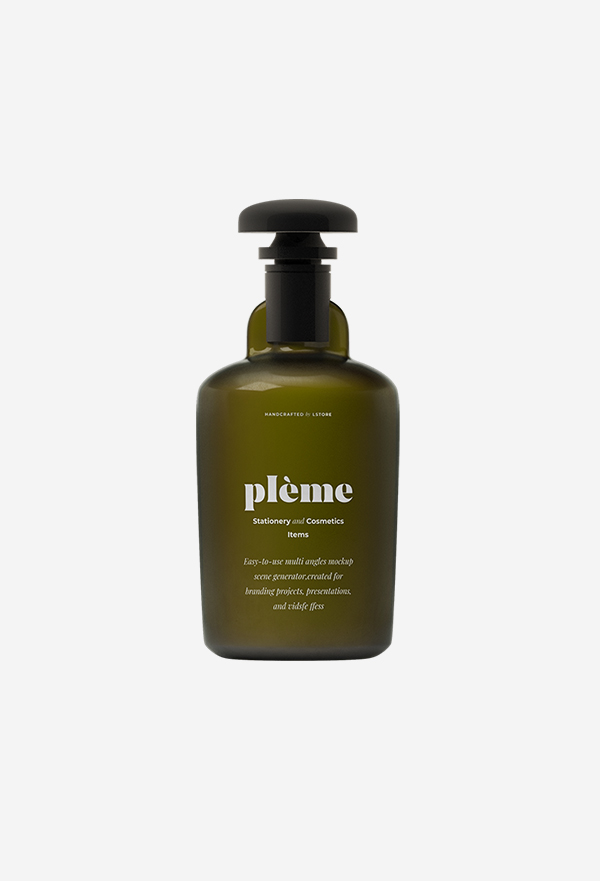 HANDCRAFTED by LSTORE
plème
Stationery and Cosmetics
Items
Easy-to-use multi angles mockup
scene generator,created for
branding projects, presentations,
and vidsfe ffess